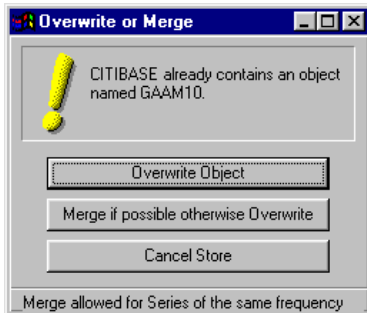 Overwrite or Merge
CITIBASE already contains an object
named GAAM10.
Overwrite Object
Merge if possible otherwise Overwrite
Cancel Store
Merge allowed for Series of the same frequency